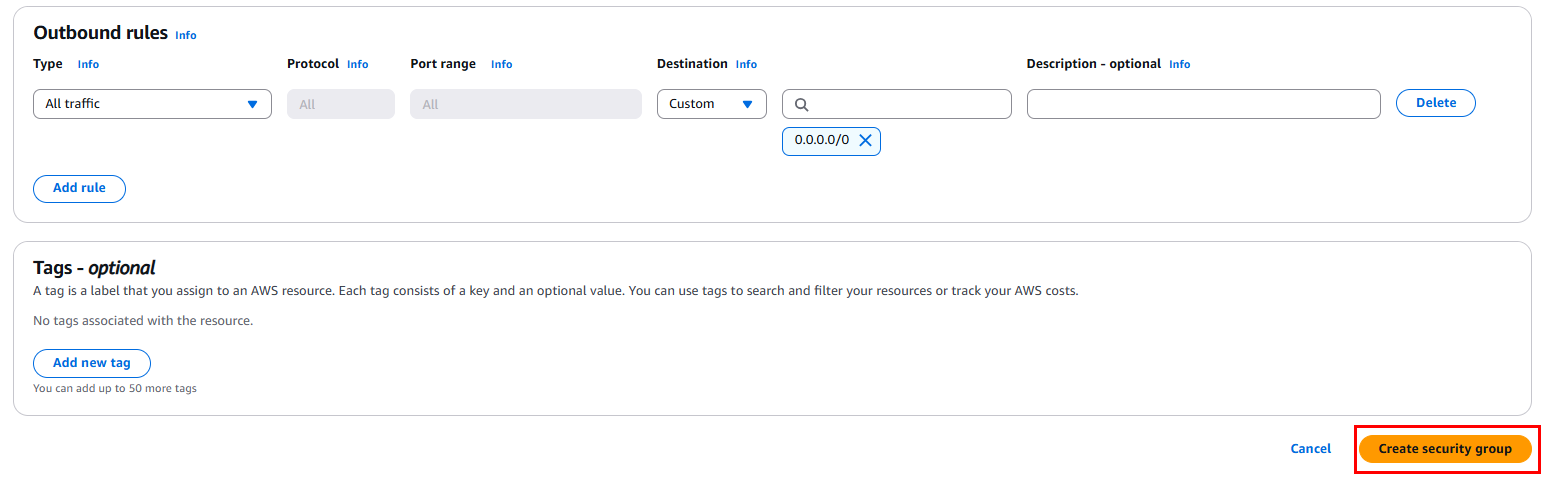 Outbound rules Info
Type Info Protocol Info Port range Info Destination Info Description - optional Info
All traffic All All Custom Delete
0.0.0.0/0
Add rule
Tags - optional
A tag is a label that you assign to an AWS resource. Each tag consists of a key and an optional value. You can use tags to search and filter your resources or track your AWS costs.
No tags associated with the resource.
Add new tag
You can add up to 50 more tags
Cancel Create security group